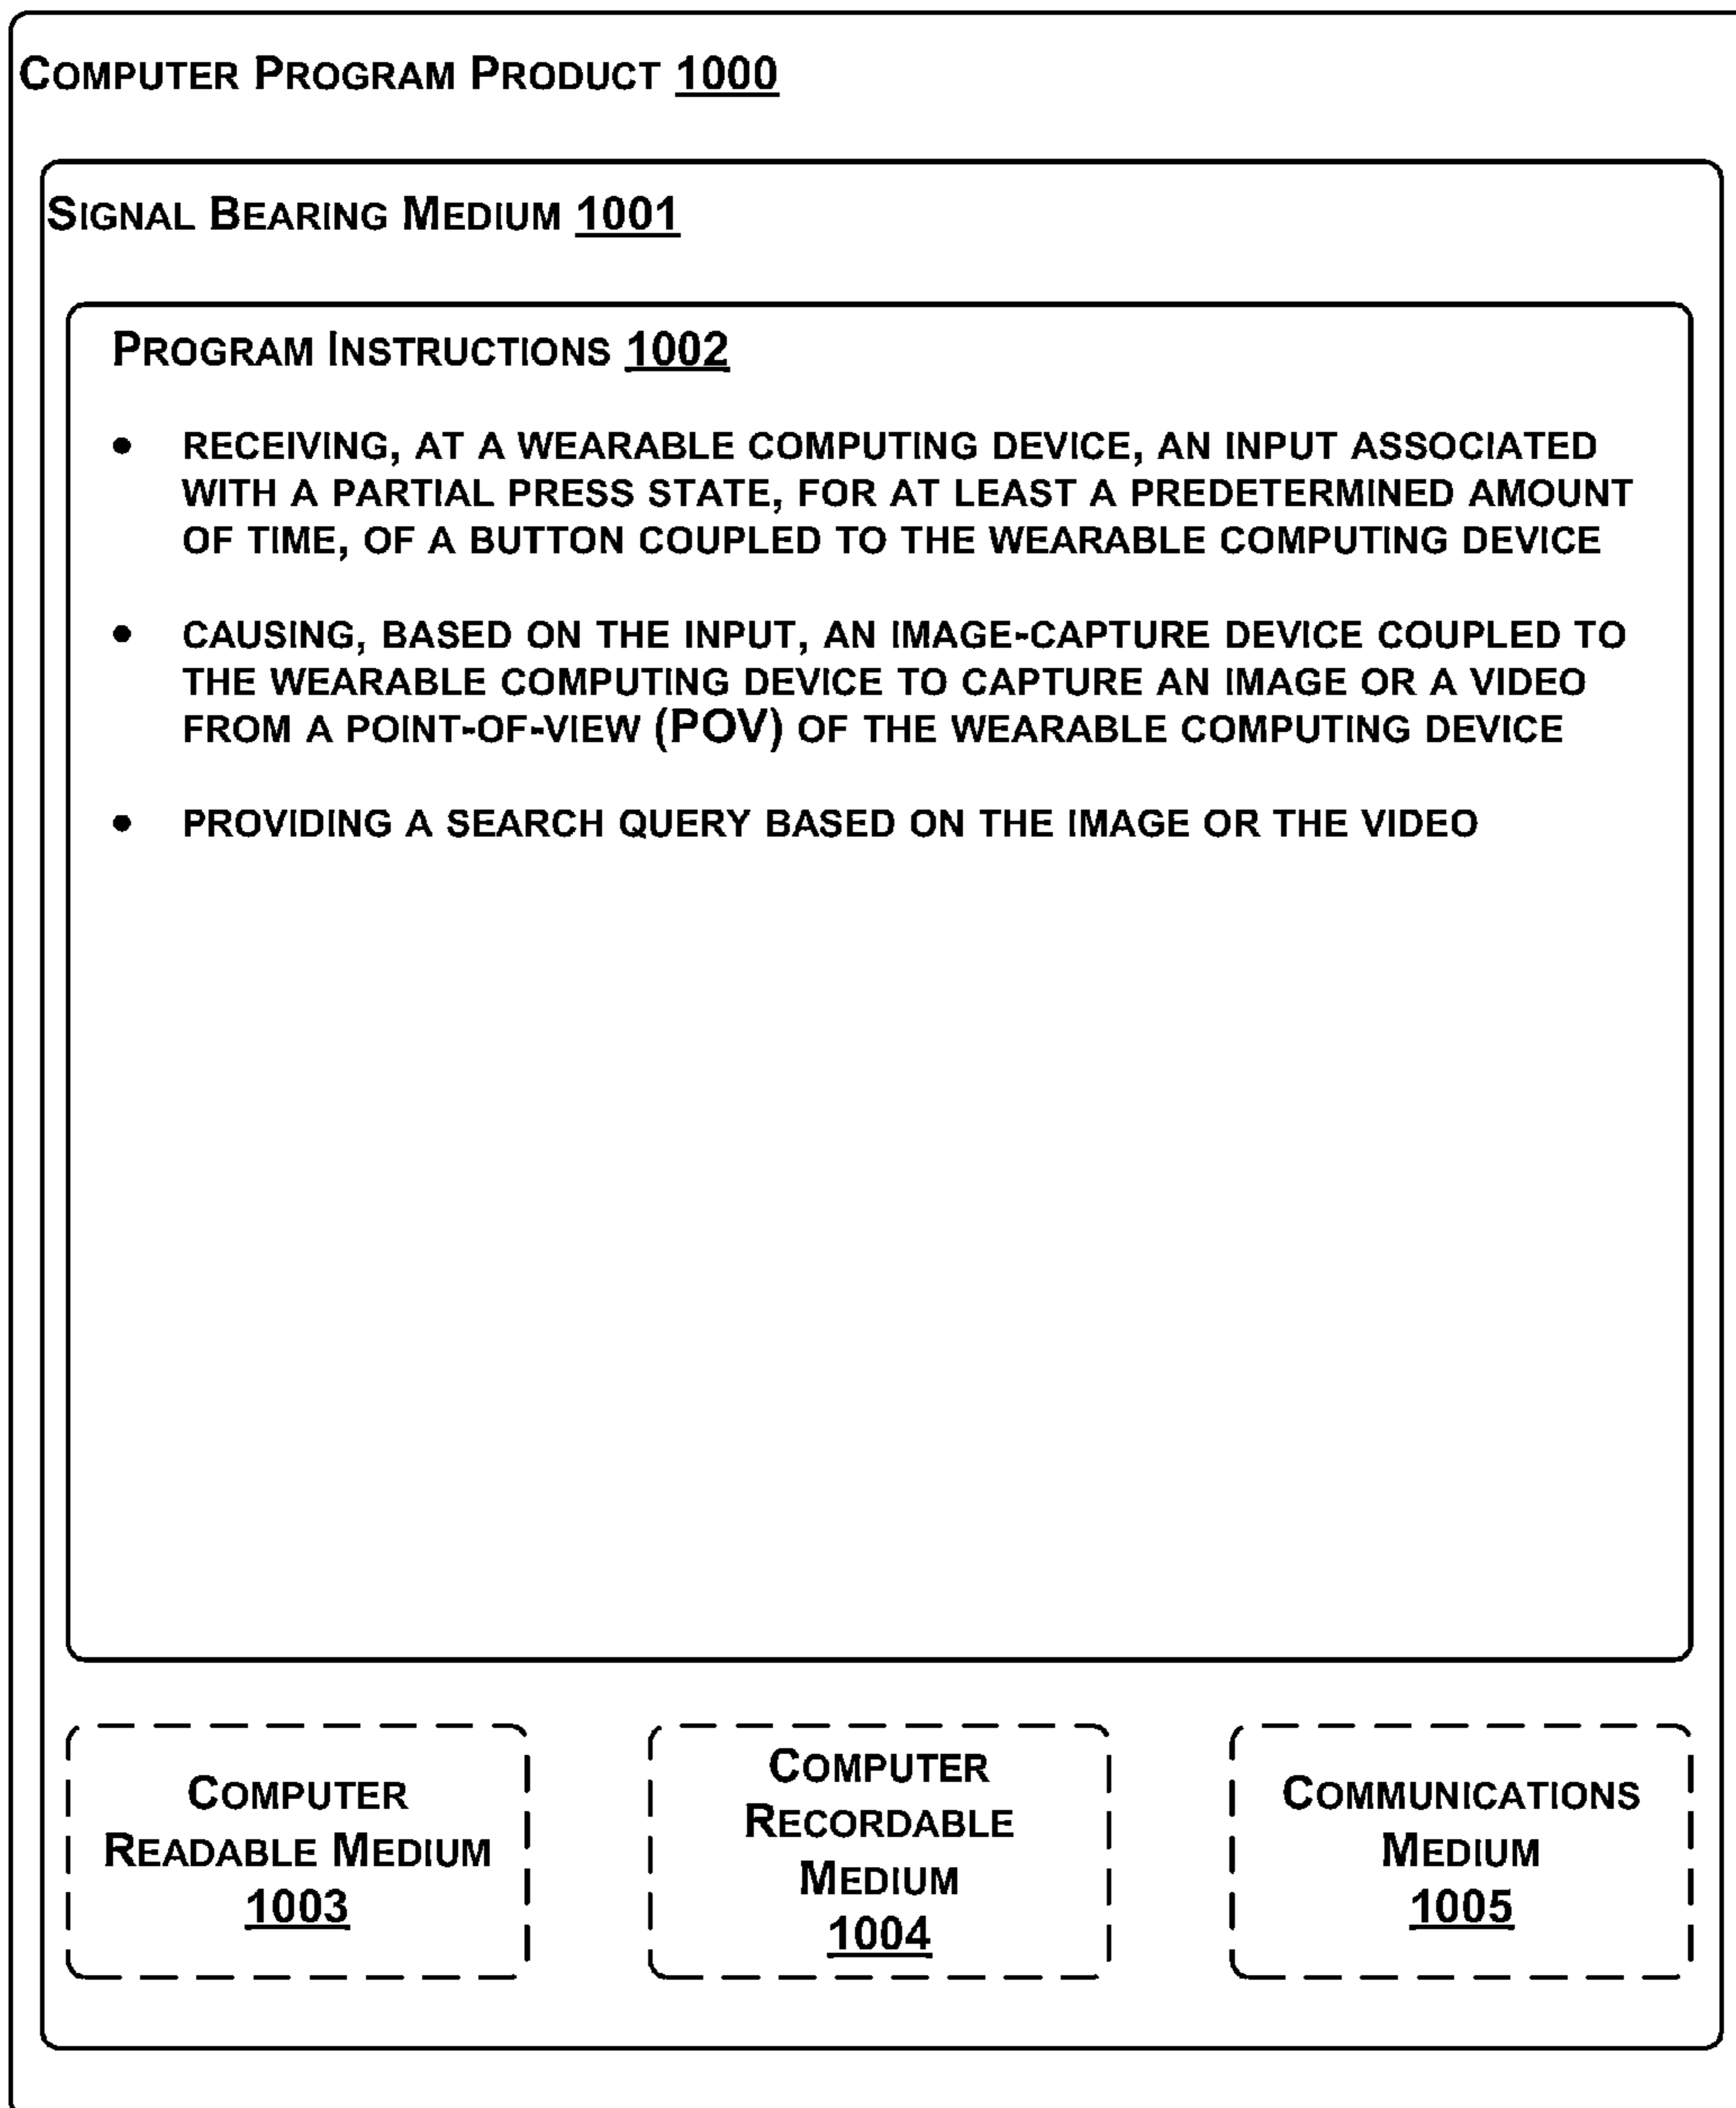 COMPUTER PROGRAM PRODUCT 1000
SIGNAL BEARING MEDIUM 1001
PROGRAM INSTRUCTIONS 1002
• RECEIVING, AT A WEARABLE COMPUTING DEVICE, AN INPUT ASSOCIATED
WITH A PARTIAL PRESS STATE, FOR AT LEAST A PREDETERMINED AMOUNT
OF TIME, OF A BUTTON COUPLED TO THE WEARABLE COMPUTING DEVICE
• CAUSING, BASED ON THE INPUT, AN IMAGE-CAPTURE DEVICE COUPLED TO
THE WEARABLE COMPUTING DEVICE TO CAPTURE AN IMAGE OR A VIDEO
FROM A POINT-OF-VIEW (POV) OF THE WEARABLE COMPUTING DEVICE
• PROVIDING A SEARCH QUERY BASED ON THE IMAGE OR THE VIDEO
COMPUTER
READABLE MEDIUM
1003
COMPUTER
RECORDABLE
MEDIUM
1004
COMMUNICATIONS
MEDIUM
1005